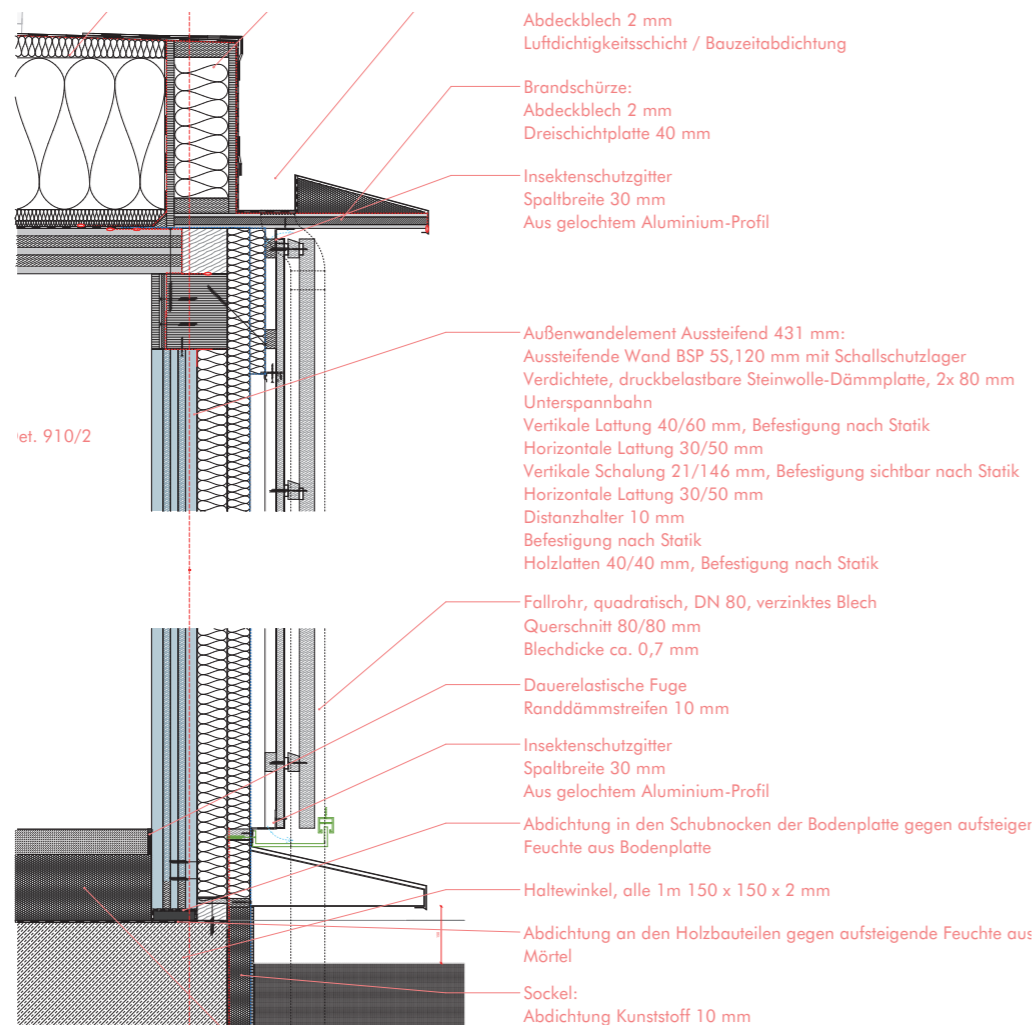 Abdeckblech 2 mm
Luftdichtigkeitsschicht / Bauzeitabdichtung
Brandschürze:
Abdeckblech 2 mm
Dreischichtplatte 40 mm
Insektenschutzgitter
Spaltbreite 30 mm
Aus gelochtem Aluminium-Profil
Außenwandelement Aussteifend 431 mm:
Aussteifende Wand BSP 5S,120 mm mit Schallschutzlager
Verdichtete, druckbelastbare Steinwolle-Dämmplatte, 2x 80 mm
Unterspannbahn
Vertikale Lattung 40/60 mm, Befestigung nach Statik
Horizontale Lattung 30/50 mm
Vertikale Schalung 21/146 mm, Befestigung sichtbar nach Statik
Horizontale Lattung 30/50 mm
Distanzhalter 10 mm
Befestigung nach Statik
Holzlatten 40/40 mm, Befestigung nach Statik
et. 910/2
Fallrohr, quadratisch, DN 80, verzinktes Blech
Querschnitt 80/80 mm
Blechdicke ca. 0,7 mm
Dauerelastische Fuge
Randdämmstreifen 10 mm
Insektenschutzgitter
Spaltbreite 30 mm
Aus gelochtem Aluminium-Profil
Abdichtung in den Schubnocken der Bodenplatte gegen aufsteigen
Feuchte aus Bodenplatte
Haltewinkel, alle 1m 150 x 150 x 2 mm
Abdichtung an den Holzbauteilen gegen aufsteigende Feuchte aus
Mörtel
Sockel:
Abdichtung Kunststoff 10 mm